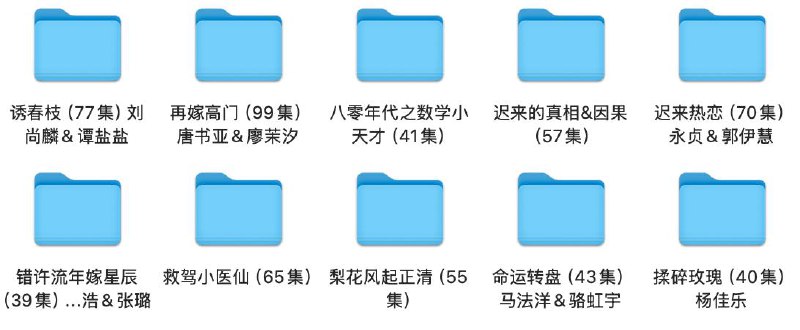 诱春枝（77集）刘
尚麟＆谭盐盐
再嫁高门（99集）
唐书亚＆廖茉汐
八零年代之数学小
天才（41集）
迟来的真相&因果
（57集）
迟来热恋（70集）
永贞＆郭伊慧
错许流年嫁星辰
（39集）...浩＆张璐
救驾小医仙（65集）
梨花风起正清（55
集）
命运转盘（43集）
马法洋＆骆虹宇
揉碎玫瑰（40集）
杨佳乐